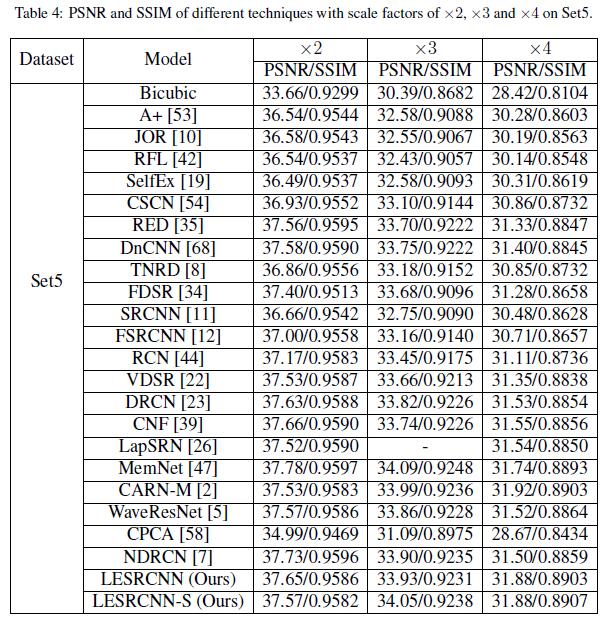 Table 4: PSNR and SSIM of different techniques with scale factors of ×2, ×3 and ×4 on Set5.
Dataset Model ×2 ×3 ×4
PSNR/SSIM PSNR/SSIM PSNR/SSIM
Set5
Bicubic 33.66/0.9299 30.39/0.8682 28.42/0.8104
A+ [53] 36.54/0.9544 32.58/0.9088 30.28/0.8603
JOR [10] 36.58/0.9543 32.55/0.9067 30.19/0.8563
RFL [42] 36.54/0.9537 32.43/0.9057 30.14/0.8548
SelfEx [19] 36.49/0.9537 32.58/0.9093 30.31/0.8619
CSCN [54] 36.93/0.9552 33.10/0.9144 30.86/0.8732
RED [35] 37.56/0.9595 33.70/0.9222 31.33/0.8847
DnCNN [68] 37.58/0.9590 33.75/0.9222 31.40/0.8845
TNRD [8] 36.86/0.9556 33.18/0.9152 30.85/0.8732
FDSR [34] 37.40/0.9513 33.68/0.9096 31.28/0.8658
SRCNN [11] 36.66/0.9542 32.75/0.9090 30.48/0.8628
FSRCNN [12] 37.00/0.9558 33.16/0.9140 30.71/0.8657
RCN [44] 37.17/0.9583 33.45/0.9175 31.11/0.8736
VDSR [22] 37.53/0.9587 33.66/0.9213 31.35/0.8838
DRCN [23] 37.63/0.9588 33.82/0.9226 31.53/0.8854
CNF [39] 37.66/0.9590 33.74/0.9226 31.55/0.8856
LapSRN [26] 37.52/0.9590 - 31.54/0.8850
MemNet [47] 37.78/0.9597 34.09/0.9248 31.74/0.8893
CARN-M [2] 37.53/0.9583 33.99/0.9236 31.92/0.8903
WaveResNet [5] 37.57/0.9586 33.86/0.9228 31.52/0.8864
CPCA [58] 34.99/0.9469 31.09/0.8975 28.67/0.8434
NDRCN [7] 37.73/0.9596 33.90/0.9235 31.50/0.8859
LESRCNN (Ours) 37.65/0.9586 33.93/0.9231 31.88/0.8903
LESRCNN-S (Ours) 37.57/0.9582 34.05/0.9238 31.88/0.8907